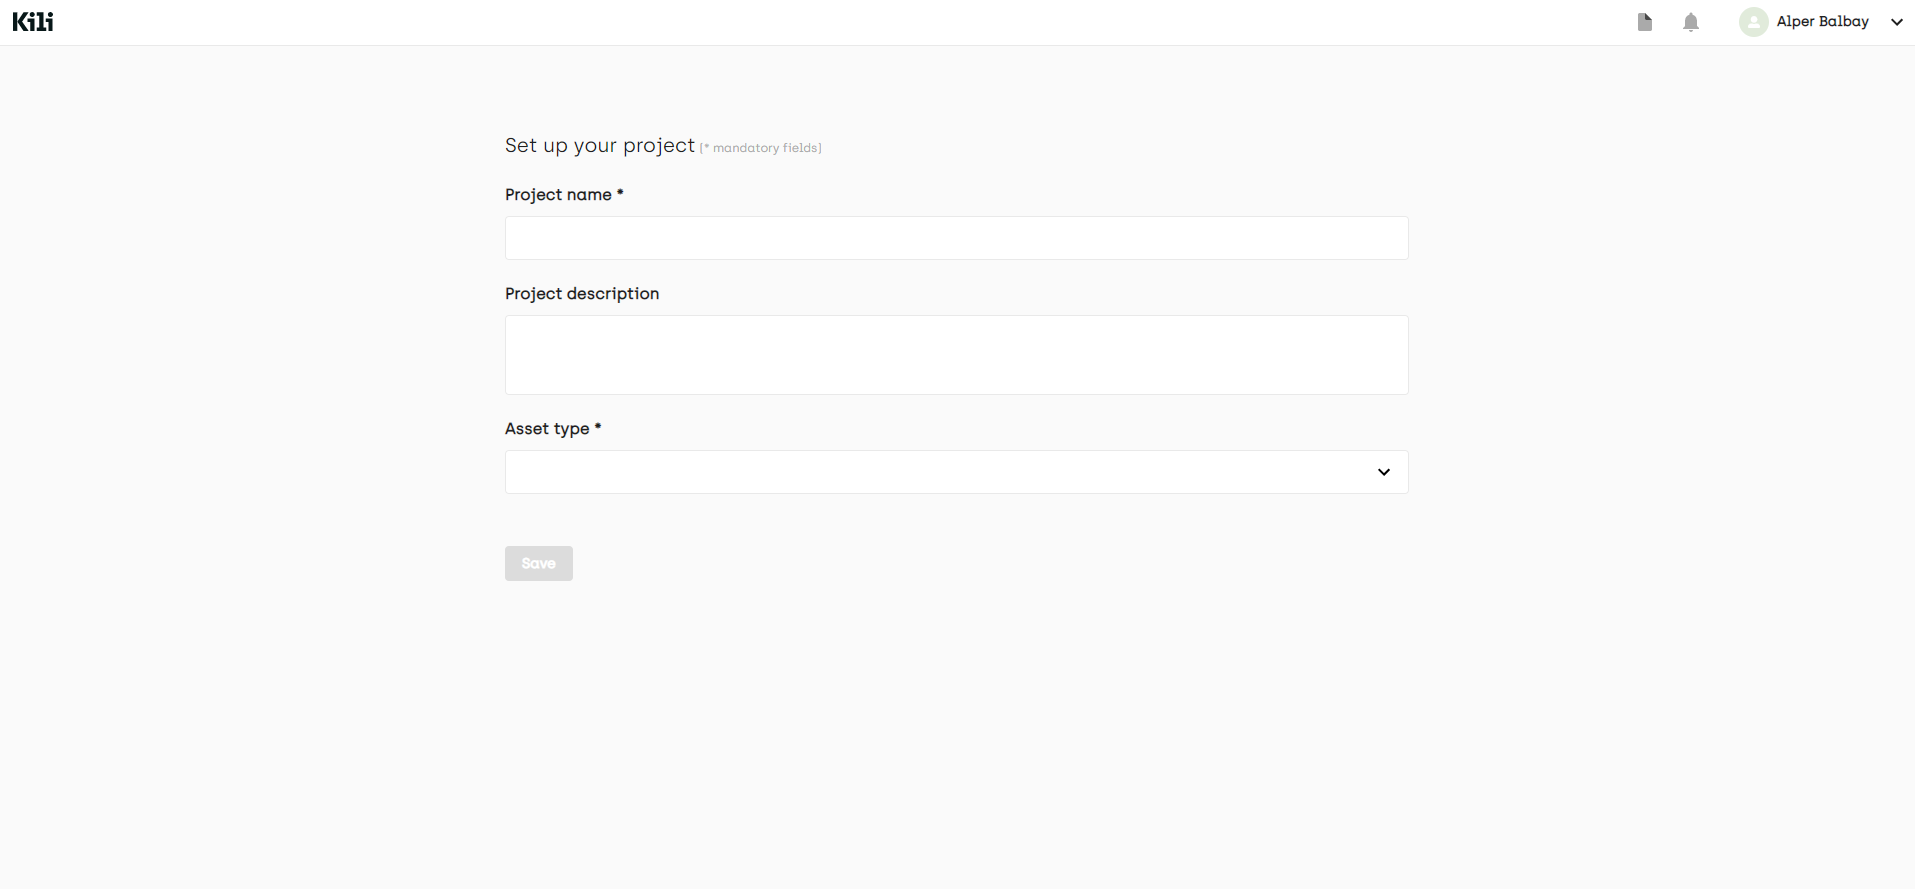 Kili
Alper Balbay
Set up your project [* mandatory fields]
Project name *
Project description
Asset type *
Save